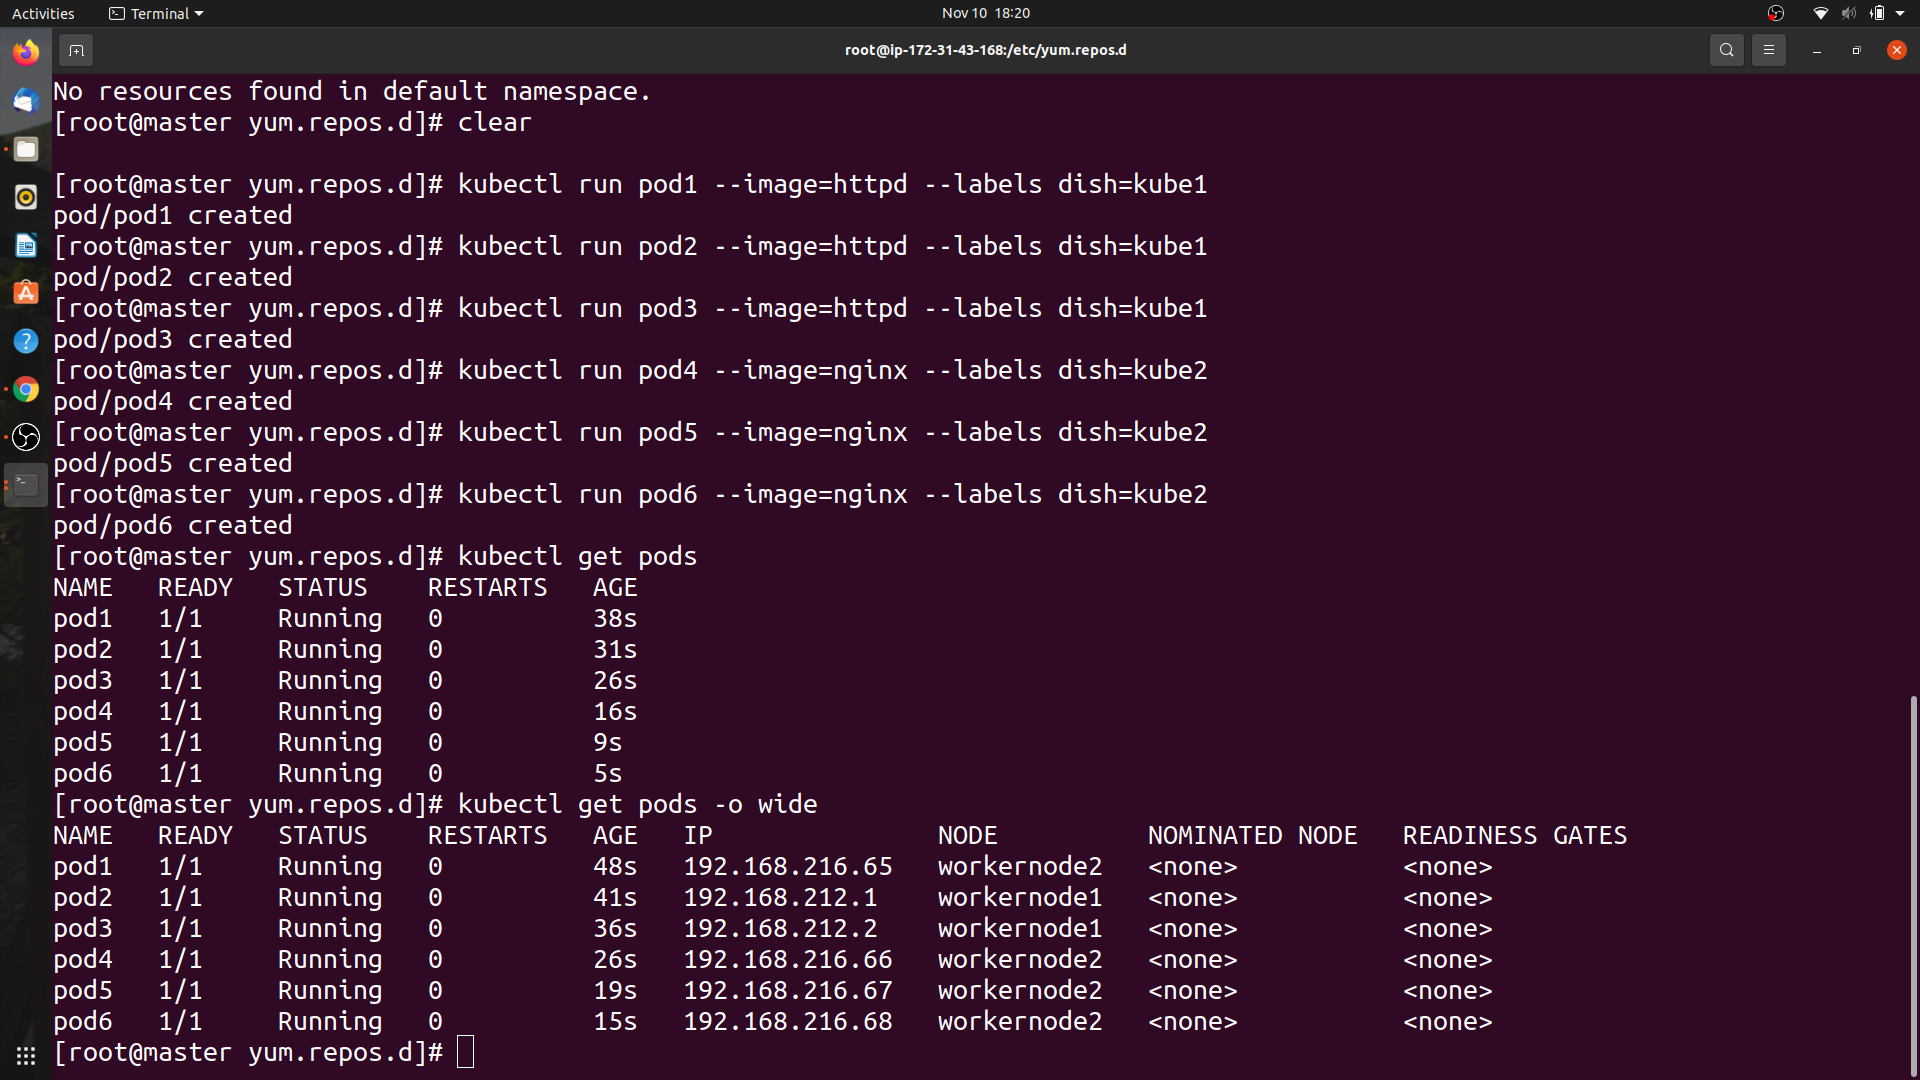 Activities Terminal Nov 10 18:20
root@ip-172-31-43-168:/etc/yum.repos.d
No resources found in default namespace.
[root@master yum.repos.d]# clear
[root@master yum.repos.d]# kubectl run pod1 --image=httpd --labels dish=kube1
pod/pod1 created
[root@master yum.repos.d]# kubectl run pod2 --image=httpd --labels dish=kube1
pod/pod2 created
[root@master yum.repos.d]# kubectl run pod3 --image=httpd --labels dish=kube1
pod/pod3 created
[root@master yum.repos.d]# kubectl run pod4 --image=nginx --labels dish=kube2
pod/pod4 created
[root@master yum.repos.d]# kubectl run pod5 --image=nginx --labels dish=kube2
pod/pod5 created
[root@master yum.repos.d]# kubectl run pod6 --image=nginx --labels dish=kube2
pod/pod6 created
[root@master yum.repos.d]# kubectl get pods
NAME READY STATUS RESTARTS AGE
pod1 1/1 Running 0 38s
pod2 1/1 Running 0 31s
pod3 1/1 Running 0 26s
pod4 1/1 Running 0 16s
pod5 1/1 Running 0 9s
pod6 1/1 Running 0 5s
[root@master yum.repos.d]# kubectl get pods -o wide
NAME READY STATUS RESTARTS AGE IP NODE NOMINATED NODE READINESS GATES
pod1 1/1 Running 0 48s 192.168.216.65 workernode2 <none> <none>
pod2 1/1 Running 0 41s 192.168.212.1 workernode1 <none> <none>
pod3 1/1 Running 0 36s 192.168.212.2 workernode1 <none> <none>
pod4 1/1 Running 0 26s 192.168.216.66 workernode2 <none> <none>
pod5 1/1 Running 0 19s 192.168.216.67 workernode2 <none> <none>
pod6 1/1 Running 0 15s 192.168.216.68 workernode2 <none> <none>
[root@master yum.repos.d]#